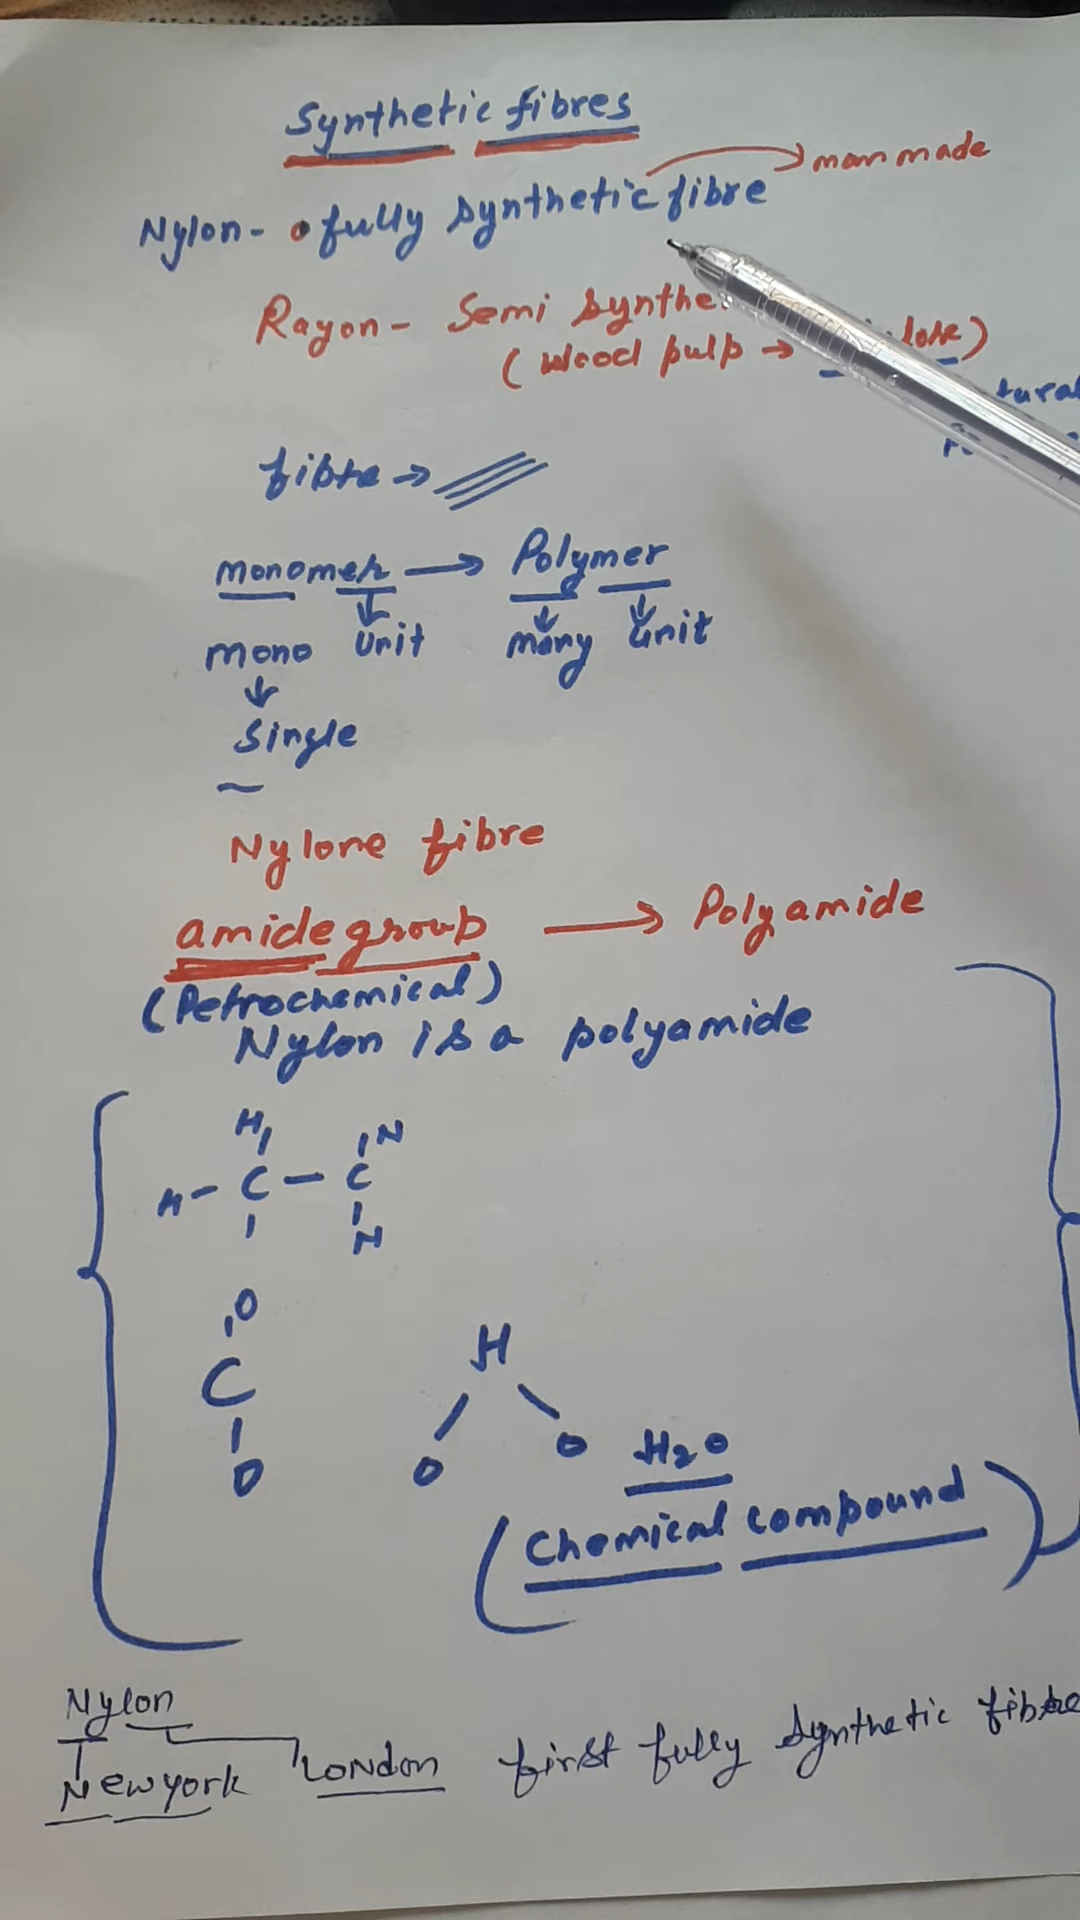 Synthetic fibres
man made
Nylon- fully synthetic fibre
Rayon- Semi
(wood pulp →
fibre →
monomer → Polymer
mono unit many unit
Single
Nylone fibre
amide group → Polyamide
(Petrochemical)
Nylon is a polyamide
H N
H - C - C
N
O
C
O
H
O O H2O
(Chemical compound)
Nylon
Newyork London first fully synthetic fibre